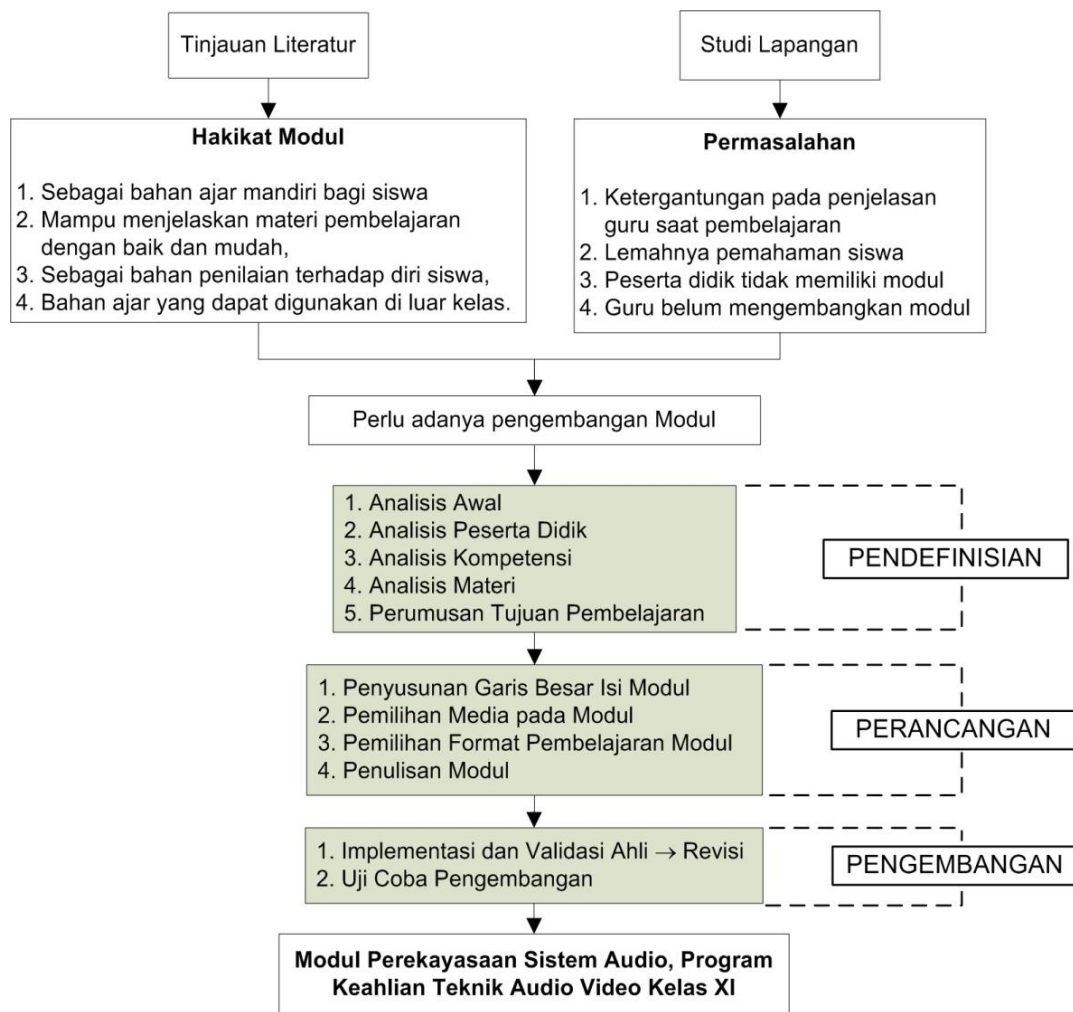 Tinjauan Literatur
Studi Lapangan
Hakikat Modul
1. Sebagai bahan ajar mandiri bagi siswa
2. Mampu menjelaskan materi pembelajaran
dengan baik dan mudah,
3. Sebagai bahan penilaian terhadap diri siswa,
4. Bahan ajar yang dapat digunakan di luar kelas.
Permasalahan
1. Ketergantungan pada penjelasan
guru saat pembelajaran
2. Lemahnya pemahaman siswa
3. Peserta didik tidak memiliki modul
4. Guru belum mengembangkan modul
Perlu adanya pengembangan Modul
1. Analisis Awal
2. Analisis Peserta Didik
3. Analisis Kompetensi
4. Analisis Materi
5. Perumusan Tujuan Pembelajaran
PENDEFINISIAN
1. Penyusunan Garis Besar Isi Modul
2. Pemilihan Media pada Modul
3. Pemilihan Format Pembelajaran Modul
4. Penulisan Modul
PERANCANGAN
1. Implementasi dan Validasi Ahli → Revisi
2. Uji Coba Pengembangan
PENGEMBANGAN
Modul Perekayasaan Sistem Audio, Program
Keahlian Teknik Audio Video Kelas XI